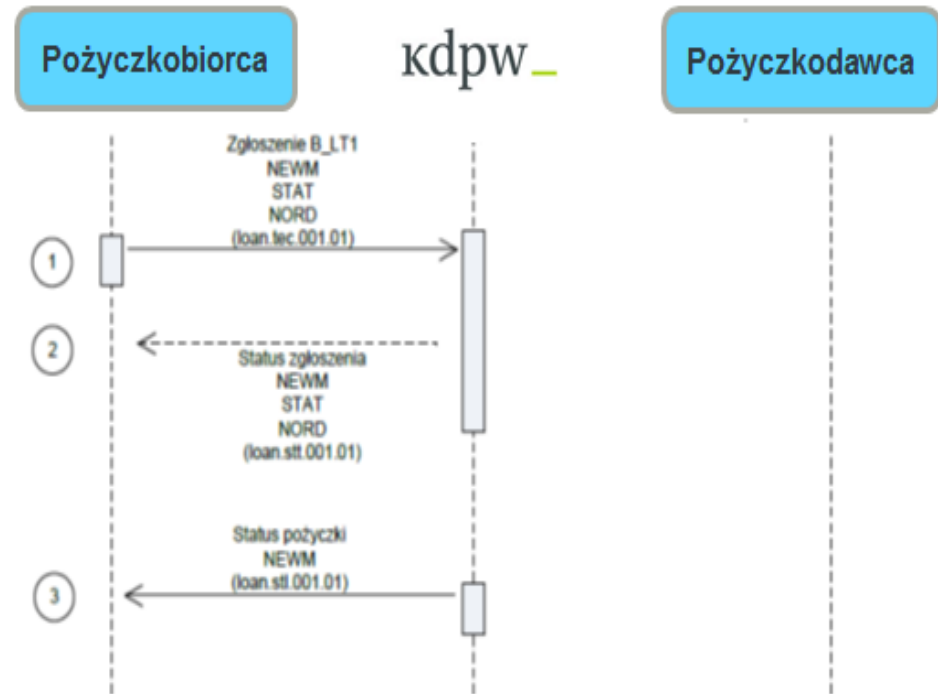 Pożyczkobiorca
kdpw_
Pożyczkodawca
Zgłoszenie B_LT1
NEWM
STAT
NORD
(loan.tec.001.01)
1
2
Status zgłoszenia
NEWM
STAT
NORD
(loan.stt.001.01)
Status pożyczki
NEWM
(loan.stl.001.01)
3